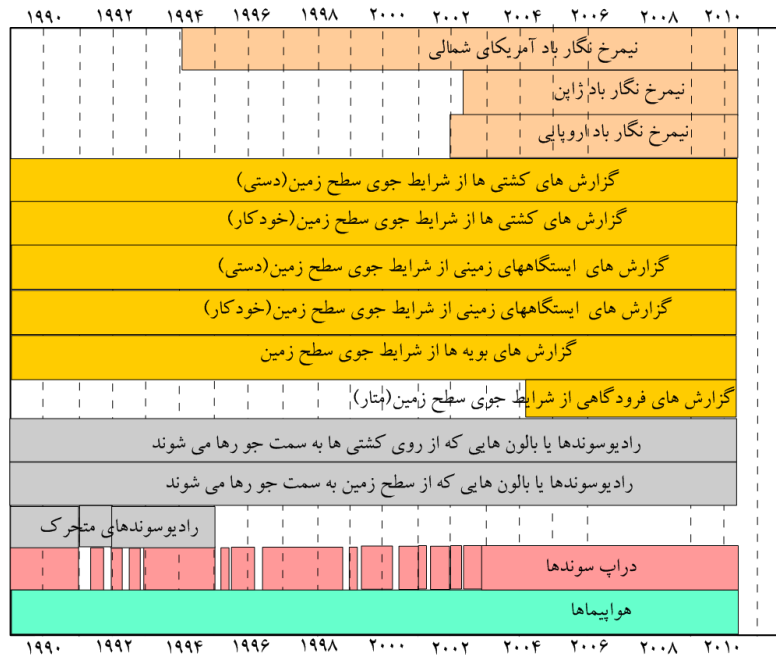 ۱۹۹۰ ۱۹۹۲ ۱۹۹۴ ۱۹۹۶ ۱۹۹۸ ۲۰۰۰ ۲۰۰۲ ۲۰۰۴ ۲۰۰۶ ۲۰۰۸ ۲۰۱۰
نیمرخ نگار باد آمریکای شمالی
نیمرخ نگار باد ژاپن
نیمرخ نگار باد اروپایی
گزارش های کشتی ها از شرایط جوی سطح زمین(دستی)
گزارش های کشتی ها از شرایط جوی سطح زمین(خودکار)
گزارش های ایستگاههای زمینی از شرایط جوی سطح زمین(دستی)
گزارش های ایستگاههای زمینی از شرایط جوی سطح زمین(خودکار)
گزارش های بویه ها از شرایط جوی سطح زمین
گزارش های فرودگاهی از شرایط جوی سطح زمین(متار)
رادیوسوندها یا بالون هایی که از روی کشتی ها به سمت جو رها می شوند
رادیوسوندها یا بالون هایی که از سطح زمین به سمت جو رها می شوند
رادیوسوندهای متحرک
دراپ سوندها
هواپیماها
۱۹۹۰ ۱۹۹۲ ۱۹۹۴ ۱۹۹۶ ۱۹۹۸ ۲۰۰۰ ۲۰۰۲ ۲۰۰۴ ۲۰۰۶ ۲۰۰۸ ۲۰۱۰